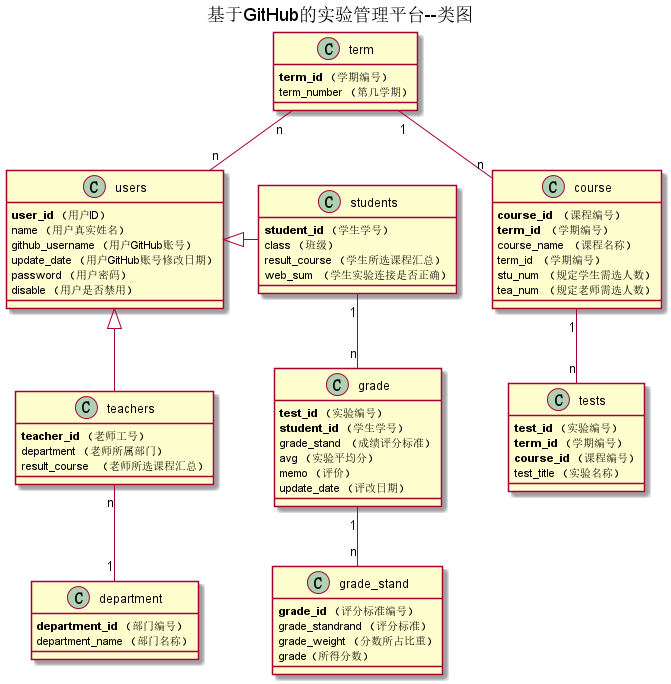 基于GitHub的实验管理平台--类图
C term
term_id （学期编号）
term_number （第几学期）
n
1
n
n
C users
user_id （用户ID）
name （用户真实姓名）
github_username （用户GitHub账号）
update_date （用户GitHub账号修改日期）
password （用户密码）
disable （用户是否禁用）
C students
student_id （学生学号）
class （班级）
result_course （学生所选课程汇总）
web_sum （学生实验连接是否正确）
C course
course_id （课程编号）
term_id （学期编号）
course_name （课程名称）
term_id （学期编号）
stu_num （规定学生需选人数）
tea_num （规定老师需选人数）
1
n
1
n
C teachers
teacher_id （老师工号）
department （老师所属部门）
result_course （老师所选课程汇总）
C grade
test_id （实验编号）
student_id （学生学号）
grade_stand （成绩评分标准）
avg （实验平均分）
memo （评价）
update_date （评改日期）
C tests
test_id （实验编号）
term_id （学期编号）
course_id （课程编号）
test_title （实验名称）
n
1
1
n
C department
department_id （部门编号）
department_name （部门名称）
C grade_stand
grade_id （评分标准编号）
grade_standrand （评分标准）
grade_weight （分数所占比重）
grade（所得分数）